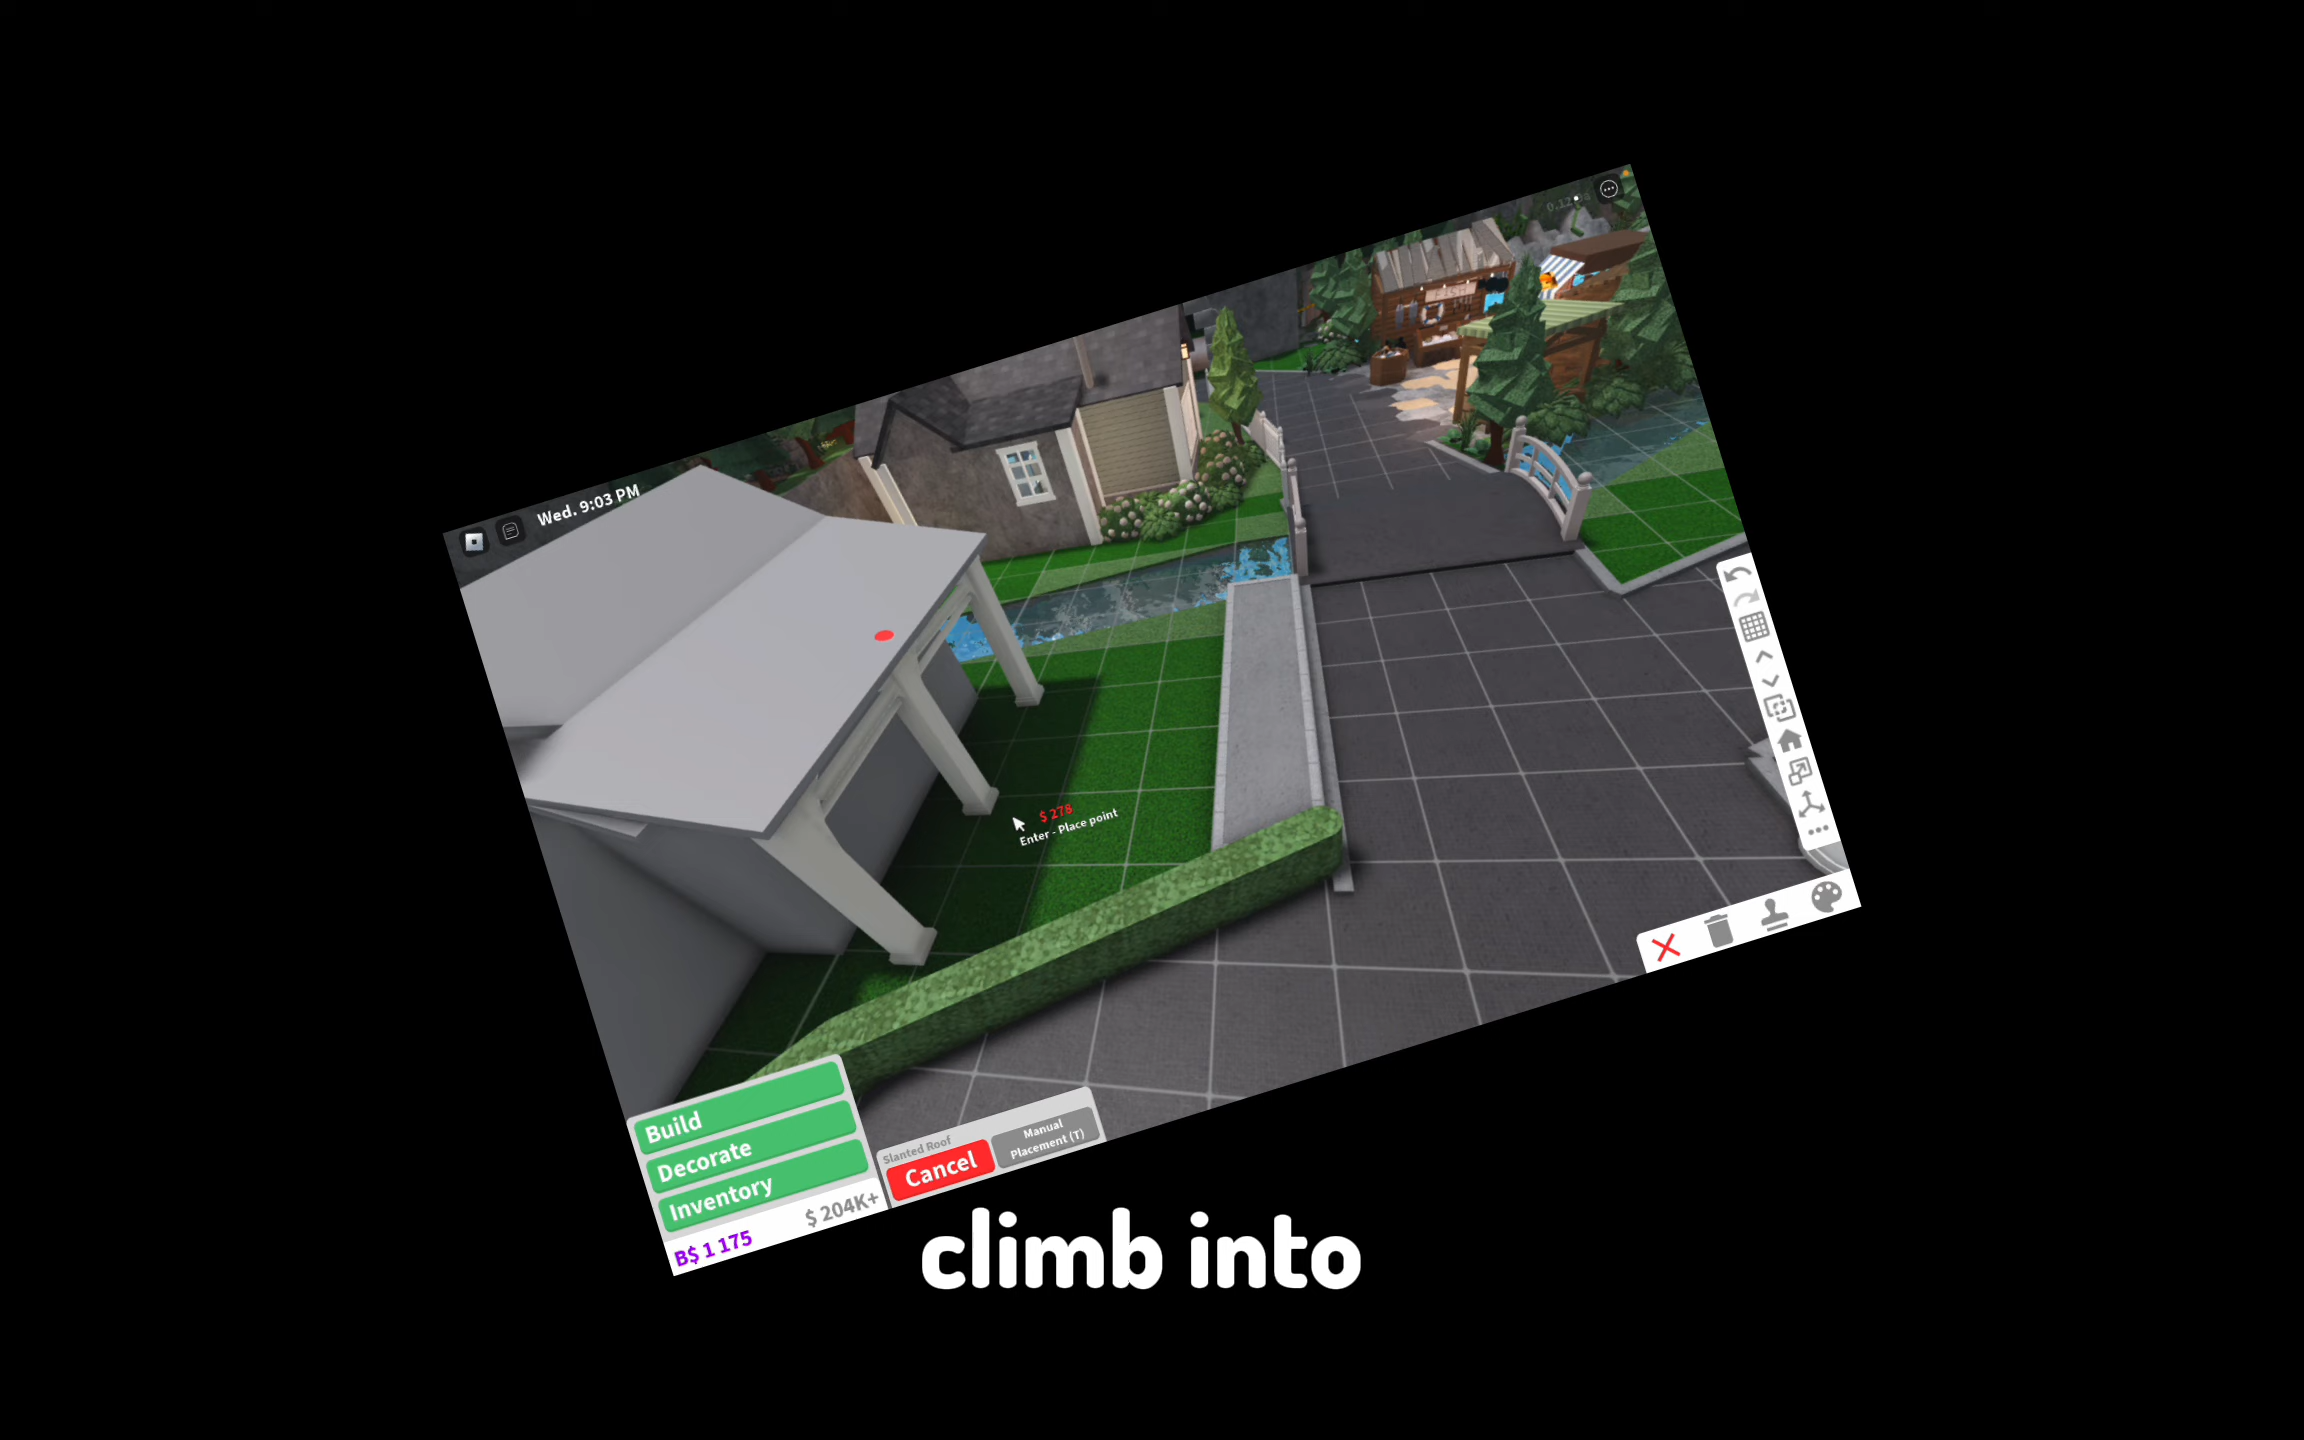 Wed. 9:03 PM
FISH
$ 278
Enter - Place point
Build
Decorate
Inventory
B$ 1 175
$ 204K+
Slanted Roof
Cancel
Manual
Placement (T)
climb into